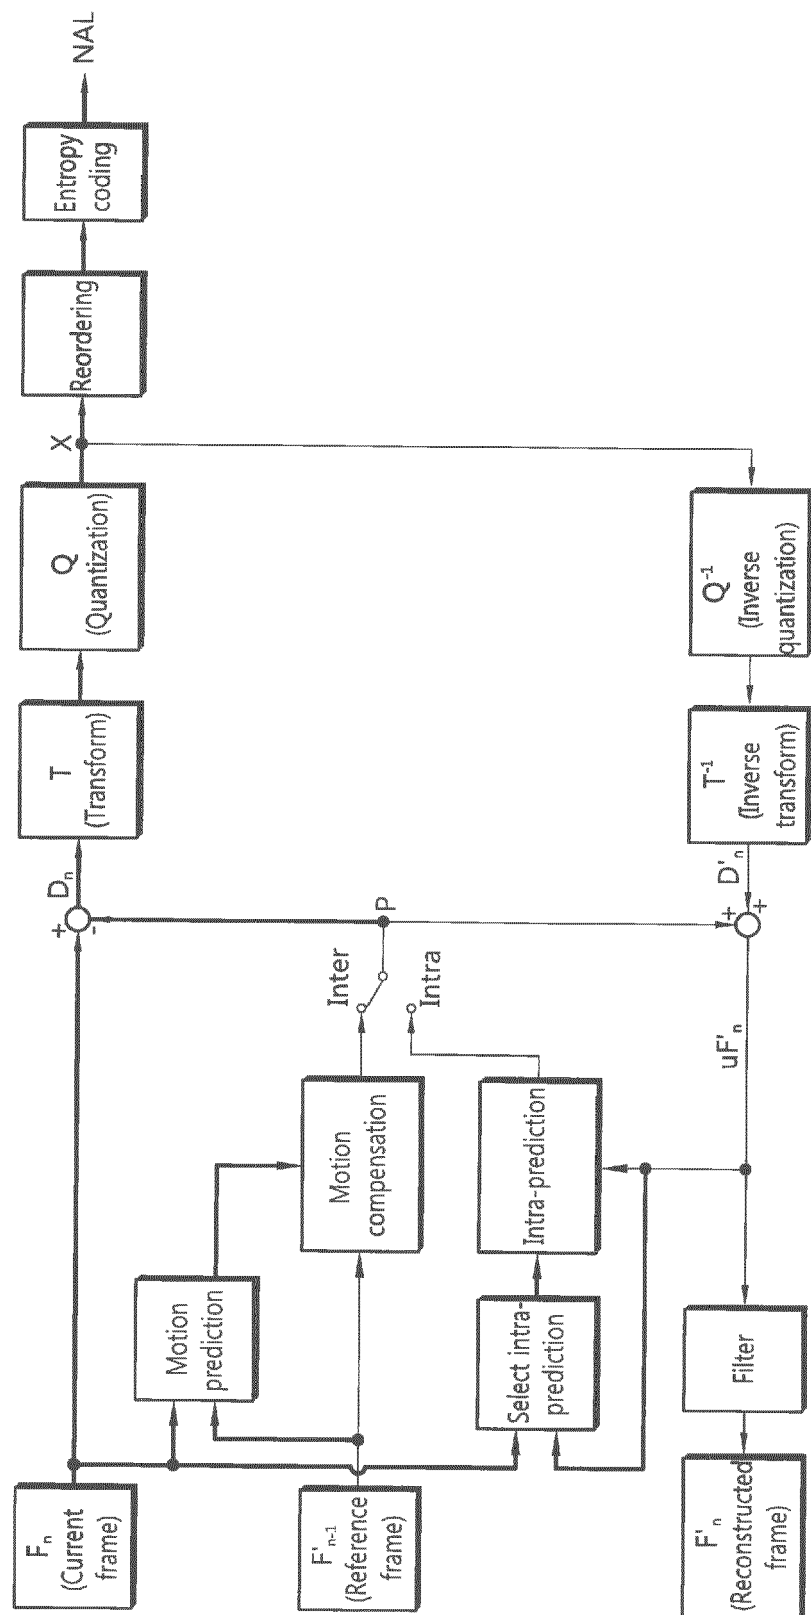 Fn
(Current
frame)
+
-
Dn
T
(Transform)
Q
(Quantization)
X
Reordering
Entropy
coding
NAL
Motion
prediction
F'n-1
(Reference
frame)
Motion
compensation
Inter
P
Intra
Select intra-
prediction
Intra-prediction
F'n
(Reconstructed
frame)
Filter
uF'n
+
+
D'n
T-1
(Inverse
transform)
Q-1
(Inverse
quantization)